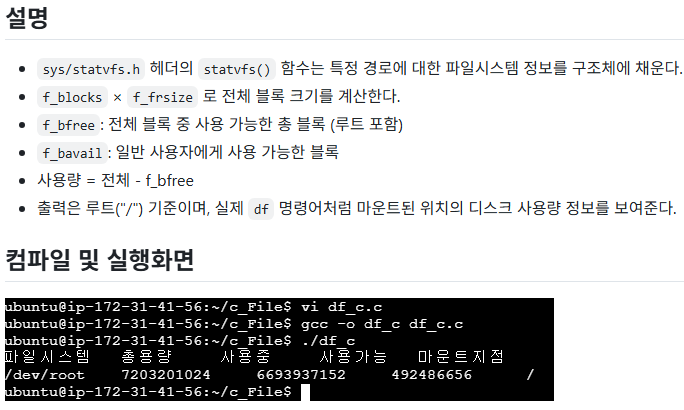 설명
sys/statvfs.h 헤더의 statvfs() 함수는 특정 경로에 대한 파일시스템 정보를 구조체에 채운다.
f_blocks × f_frsize 로 전체 블록 크기를 계산한다.
f_bfree : 전체 블록 중 사용 가능한 총 블록 (루트 포함)
f_bavail : 일반 사용자에게 사용 가능한 블록
사용량 = 전체 - f_bfree
출력은 루트("/") 기준이며, 실제 df 명령어처럼 마운트된 위치의 디스크 사용량 정보를 보여준다.
컴파일 및 실행화면
ubuntu@ip-172-31-41-56:~/c_File$ vi df_c.c
ubuntu@ip-172-31-41-56:~/c_File$ gcc -o df_c df_c.c
ubuntu@ip-172-31-41-56:~/c_File$ ./df_c
파일시스템 총용량 사용중 사용가능 마운트지점
/dev/root 7203201024 6693937152 492486656 /
ubuntu@ip-172-31-41-56:~/c_File$